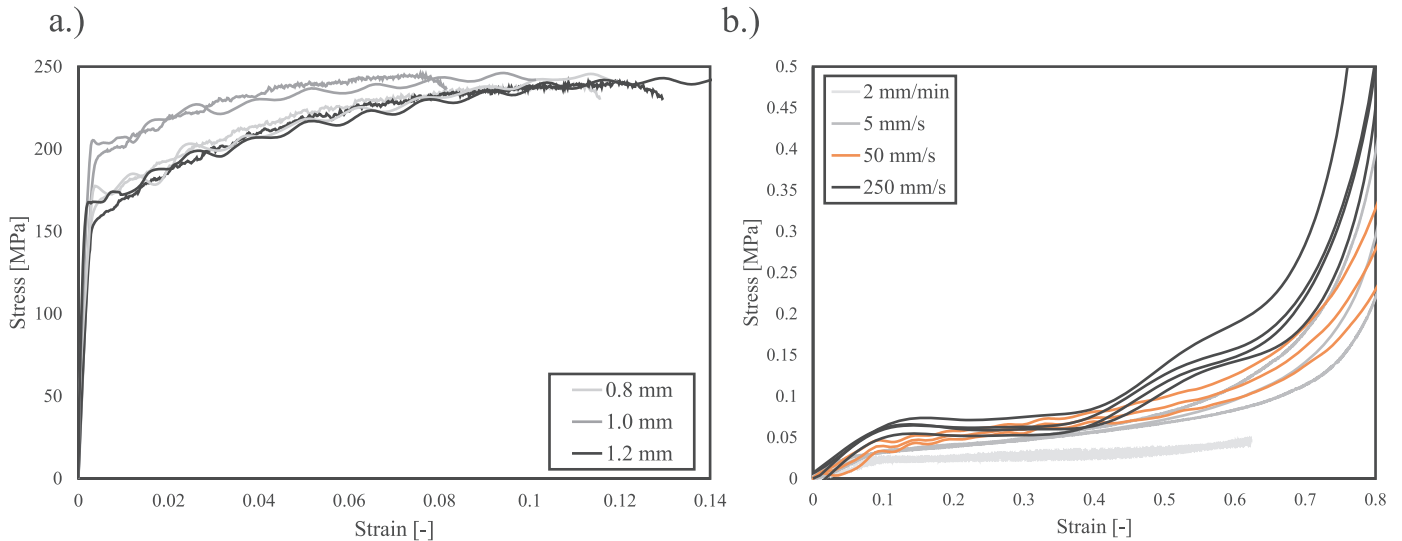 a.)
Stress [MPa]
250
200
150
100
50
0
0
0.02
0.04
0.06
0.08
0.1
0.12
0.14
Strain [-]
0.8 mm
1.0 mm
1.2 mm
b.)
Stress [MPa]
0.5
0.45
0.4
0.35
0.3
0.25
0.2
0.15
0.1
0.05
0
0
0.1
0.2
0.3
0.4
0.5
0.6
0.7
0.8
Strain [-]
2 mm/min
5 mm/s
50 mm/s
250 mm/s